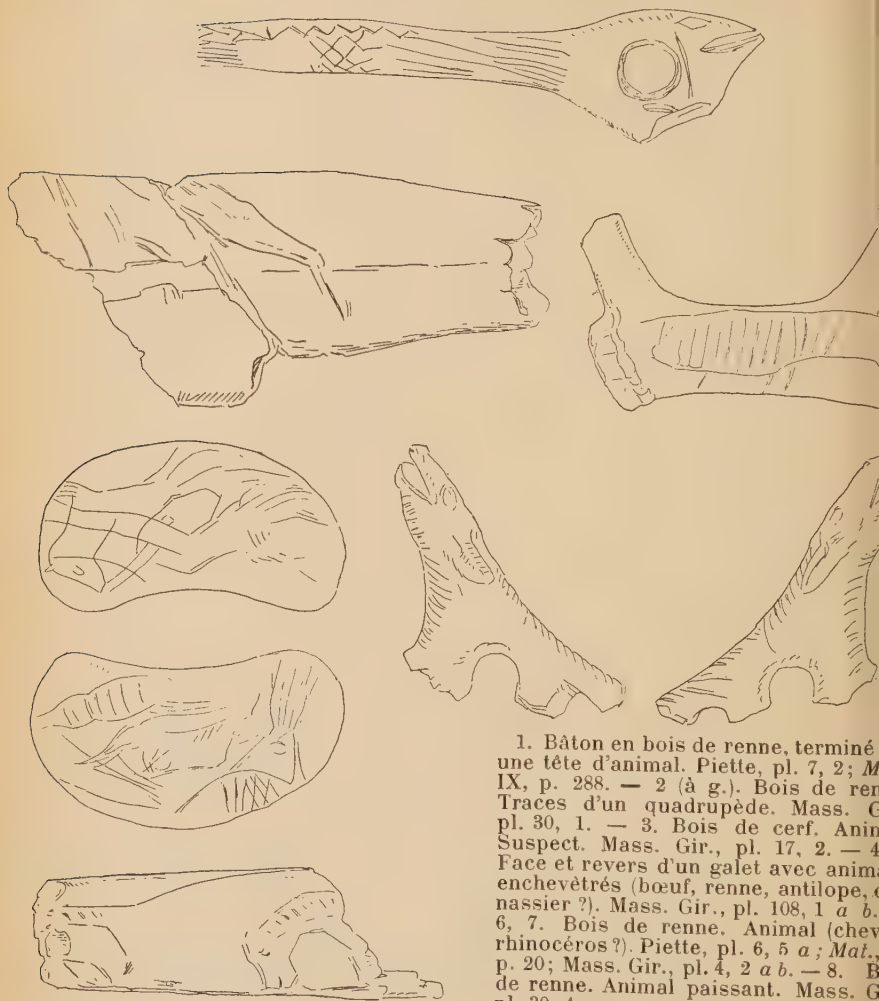 1. Bâton en bois de renne, terminé
une tête d'animal. Piette, pl. 7, 2;
IX, p. 288. — 2 (à g.). Bois de
Traces d'un quadrupède. Mass.
pl. 30, 1. — 3. Bois de cerf.
Suspect. Mass. Gir., pl. 17, 2. — 4
Face et revers d'un galet avec
enchevêtrés (bœuf, renne, antilope,
nassier ?). Mass. Gir., pl. 108, 1 a b.
6, 7. Bois de renne. Animal
rhinocéros ?). Piette, pl. 6, 5 a; Mat.,
p. 20; Mass. Gir., pl. 4, 2 a b. — 8.
de renne. Animal paissant. Mass.